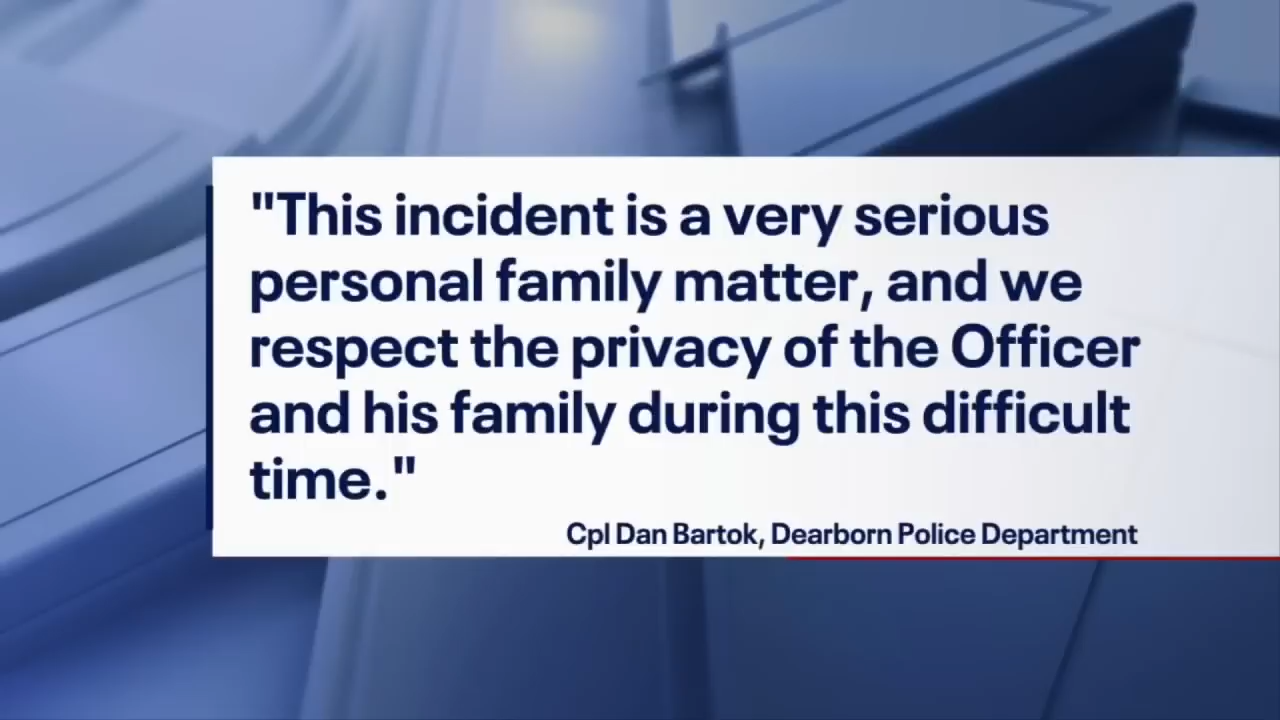 "This incident is a very serious
personal family matter, and we
respect the privacy of the Officer
and his family during this difficult
time."
Cpl Dan Bartok, Dearborn Police Department